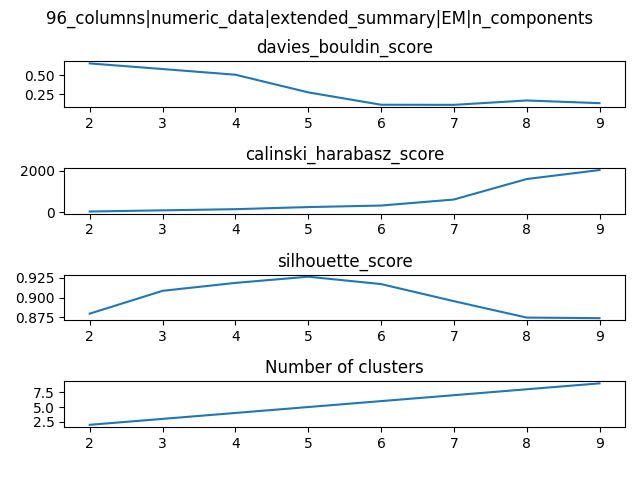 96_columns|numeric_data|extended_summary|EM|n_components
davies_bouldin_score
0.50
0.25
2 3 4 5 6 7 8 9
calinski_harabasz_score
2000
0
2 3 4 5 6 7 8 9
silhouette_score
0.925
0.900
0.875
2 3 4 5 6 7 8 9
Number of clusters
7.5
5.0
2.5
2 3 4 5 6 7 8 9